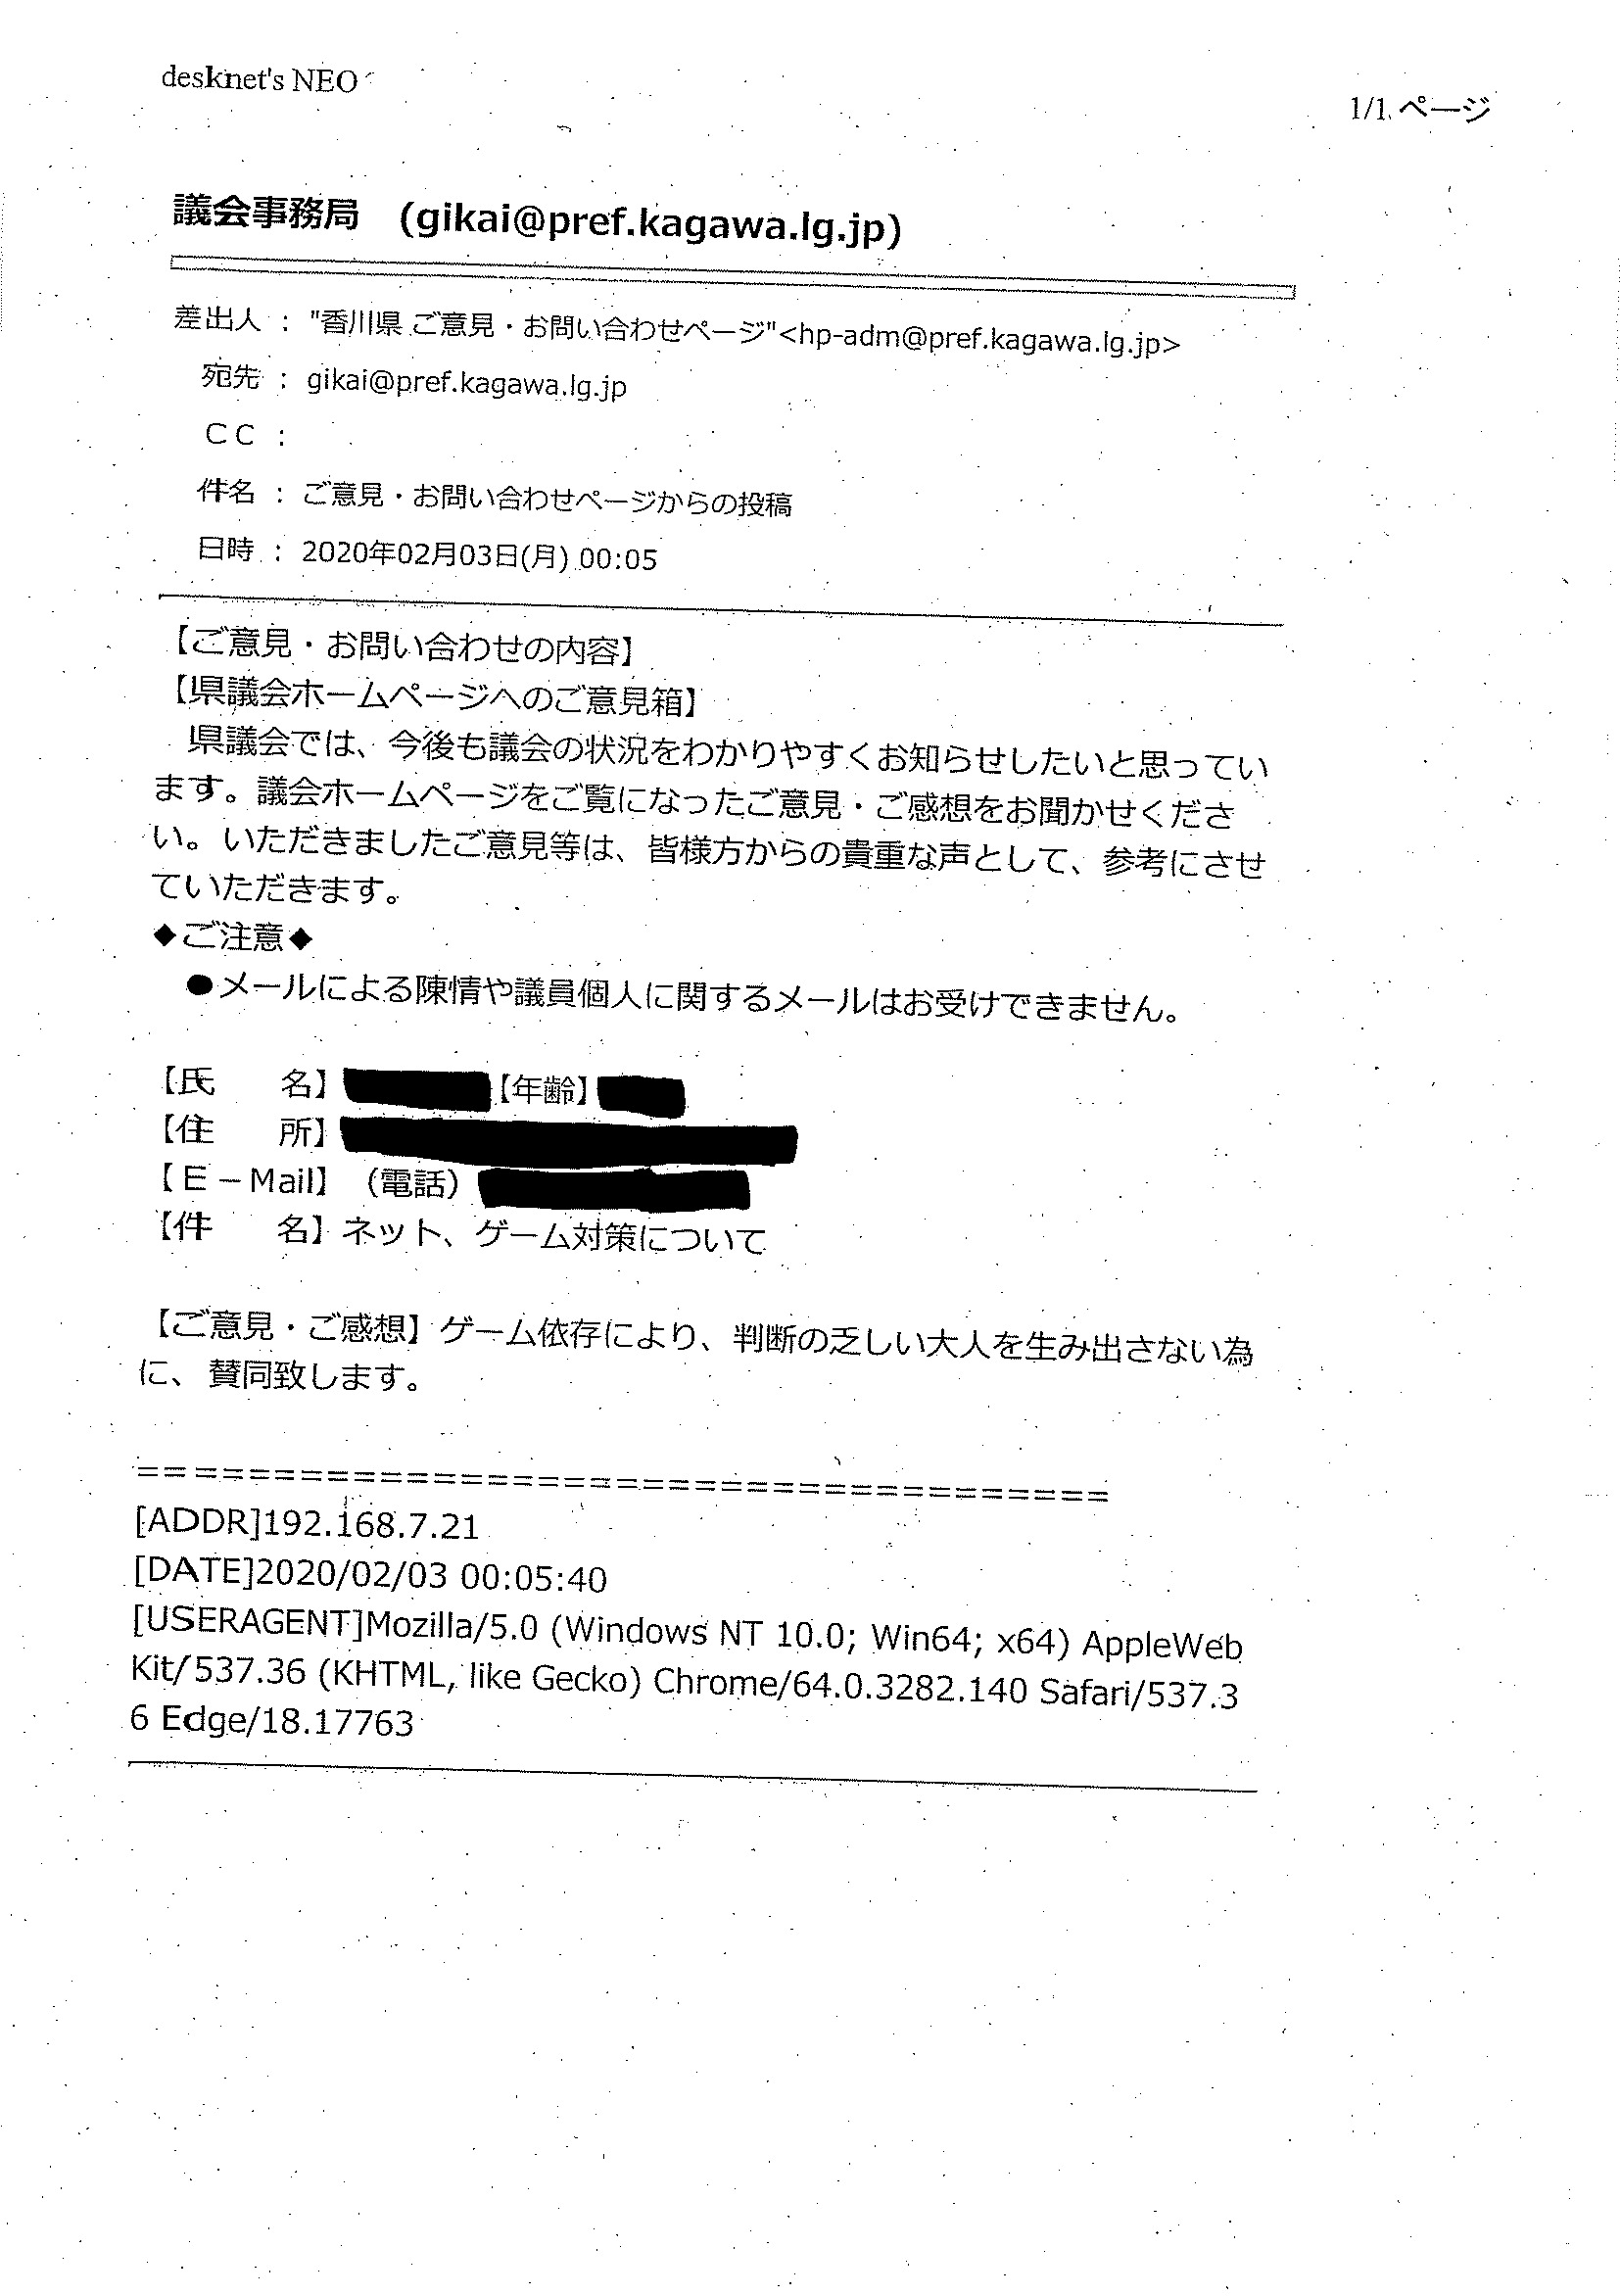 desknet's NEO
1/1 ページ
議会事務局 (gikai@pref.kagawa.lg.jp)
差出人 : "香川県 ご意見・お問い合わせページ"<hp-adm@pref.kagawa.lg.jp>
宛先 : gikai@pref.kagawa.lg.jp
CC :
件名 : ご意見・お問い合わせページからの投稿
日時 : 2020年02月03日(月) 00:05
【ご意見・お問い合わせの内容】
【県議会ホームページへのご意見箱】
県議会では、今後も議会の状況をわかりやすくお知らせしたいと思ってい
ます。議会ホームページをご覧になったご意見・ご感想をお聞かせくださ
い。いただきましたご意見等は、皆様方からの貴重な声として、参考にさせ
ていただきます。
◆ご注意◆
●メールによる陳情や議員個人に関するメールはお受けできません。
【氏　　名】【年齢】
【住　　所】
【E－Mail】（電話）
【件　　名】ネット、ゲーム対策について
【ご意見・ご感想】ゲーム依存により、判断の乏しい大人を生み出さない為
に、賛同致します。
=====================================
[ADDR]192.168.7.21
[DATE]2020/02/03 00:05:40
[USERAGENT]Mozilla/5.0 (Windows NT 10.0; Win64; x64) AppleWeb
Kit/537.36 (KHTML, like Gecko) Chrome/64.0.3282.140 Safari/537.3
6 Edge/18.17763